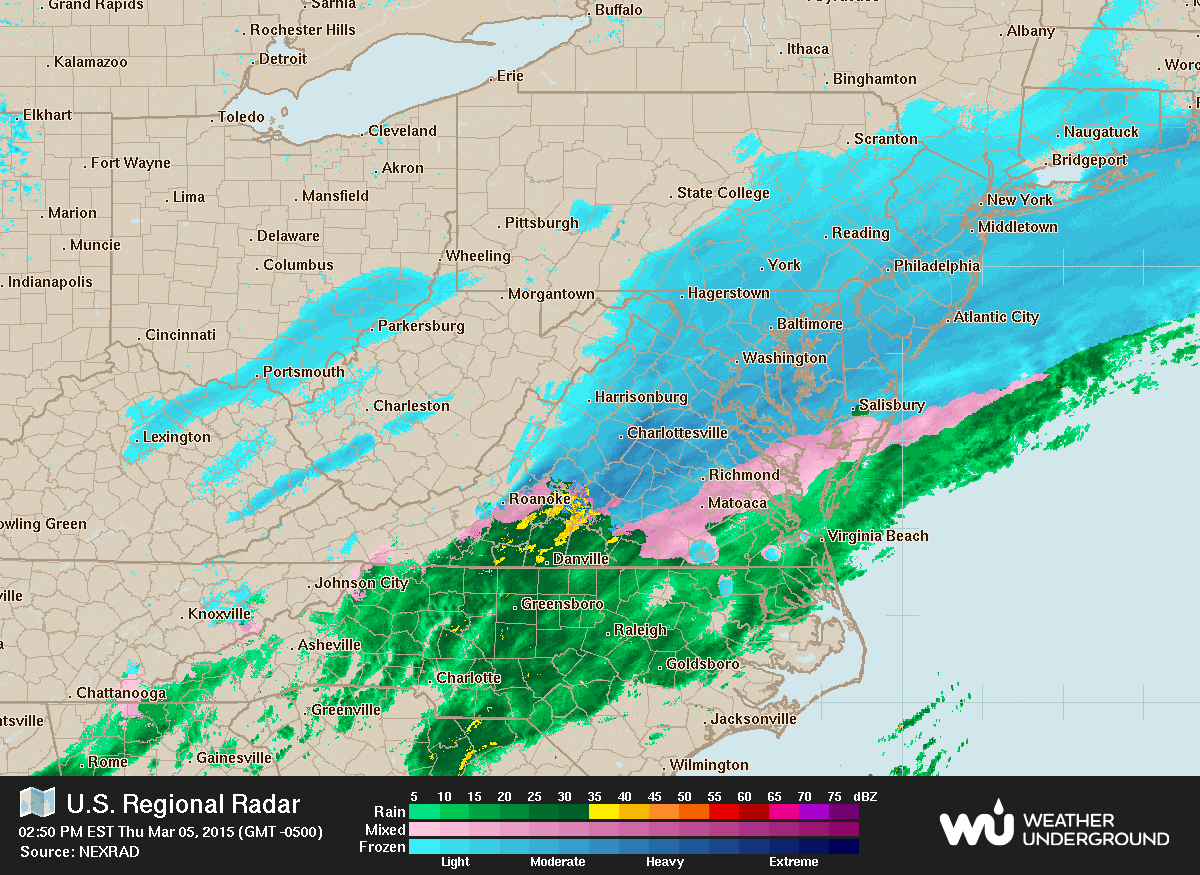 . Grand Rapids
. Sarnia
. Buffalo
. Rochester Hills
. Albany
. Ithaca
. Detroit
. Kalamazoo
. Erie
. Binghamton
. Elkhart
. Toledo
. Cleveland
. Naugatuck
. Scranton
. Fort Wayne
. Bridgeport
. Akron
. Lima
. Mansfield
. State College
. New York
. Marion
. Pittsburgh
. Middletown
. Delaware
. Reading
. Muncie
. Wheeling
. Columbus
. York
. Philadelphia
. Indianapolis
. Morgantown
. Hagerstown
. Atlantic City
. Parkersburg
. Baltimore
. Cincinnati
. Washington
. Portsmouth
. Harrisonburg
. Charleston
. Salisbury
. Lexington
. Charlottesville
. Richmond
. Roanoke
. Matoaca
owling Green
. Virginia Beach
. Danville
. Johnson City
ville
. Greensboro
. Knoxville
. Raleigh
. Asheville
. Goldsboro
. Charlotte
. Chattanooga
. Greenville
ntsville
. Jacksonville
. Gainesville
. Rome
. Wilmington
U.S. Regional Radar
02:50 PM EST Thu Mar 05, 2015 (GMT -0500)
Source: NEXRAD
5 10 15 20 25 30 35 40 45 50 55 60 65 70 75 dBZ
Rain
Mixed
Frozen
Light Moderate Heavy Extreme
WU WEATHER
UNDERGROUND